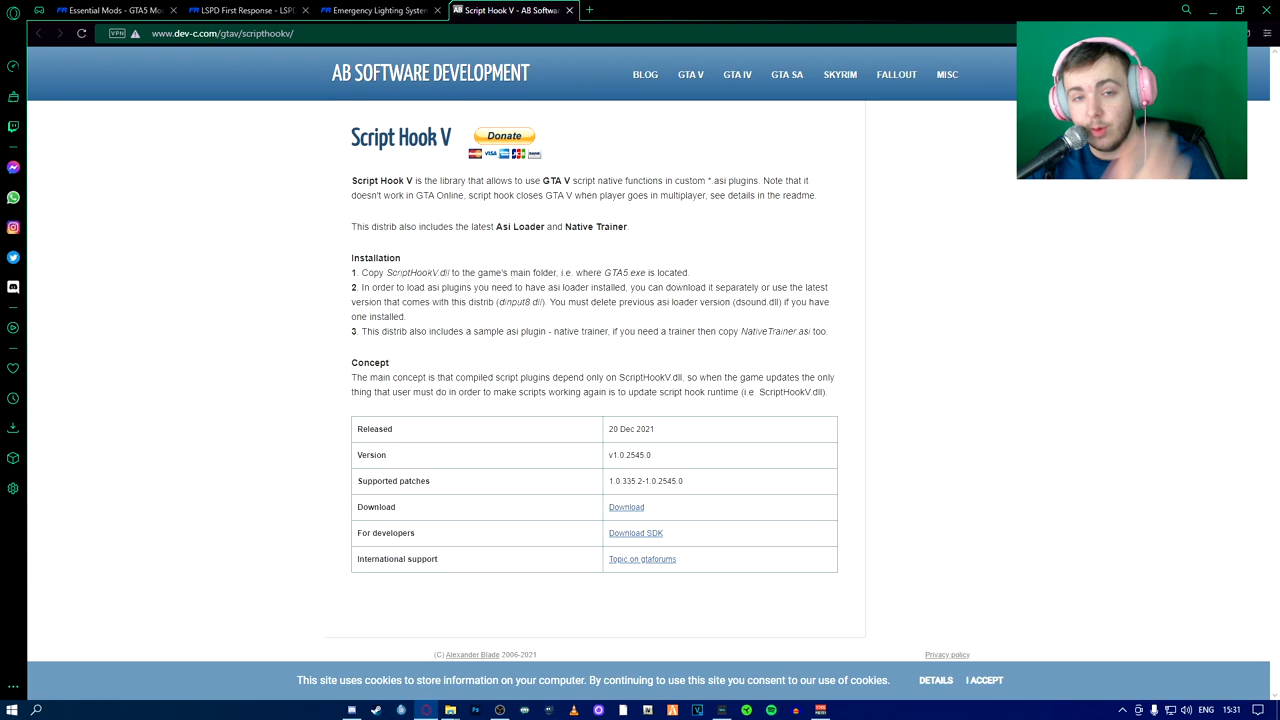 Essential Mods - GTA5 Mo
LSPD First Response - LSP
Emergency Lighting System
Script Hook V - AB Softwar
VPN
www.dev-c.com/gtav/scripthookv/
AB SOFTWARE DEVELOPMENT
BLOG GTA V GTA IV GTA SA SKYRIM FALLOUT MISC
Script Hook V
Donate
VISA
Script Hook V is the library that allows to use GTA V script native functions in custom *.asi plugins. Note that it
doesn't work in GTA Online, script hook closes GTA V when player goes in multiplayer, see details in the readme.
This distrib also includes the latest Asi Loader and Native Trainer.
Installation
1. Copy ScriptHookV.dll to the game's main folder, i.e. where GTA5.exe is located.
2. In order to load asi plugins you need to have asi loader installed, you can download it separately or use the latest
version that comes with this distrib (dinput8.dll). You must delete previous asi loader version (dsound.dll) if you have
one installed.
3. This distrib also includes a sample asi plugin - native trainer, if you need a trainer then copy NativeTrainer.asi too.
Concept
The main concept is that compiled script plugins depend only on ScriptHookV.dll, so when the game updates the only
thing that user must do in order to make scripts working again is to update script hook runtime (i.e. ScriptHookV.dll).
Released 20 Dec 2021
Version v1.0.2545.0
Supported patches 1.0.335.2-1.0.2545.0
Download Download
For developers Download SDK
International support Topic on gtaforums
(C) Alexander Blade 2006-2021
Privacy policy
This site uses cookies to store information on your computer. By continuing to use this site you consent to our use of cookies. DETAILS I ACCEPT
15:31